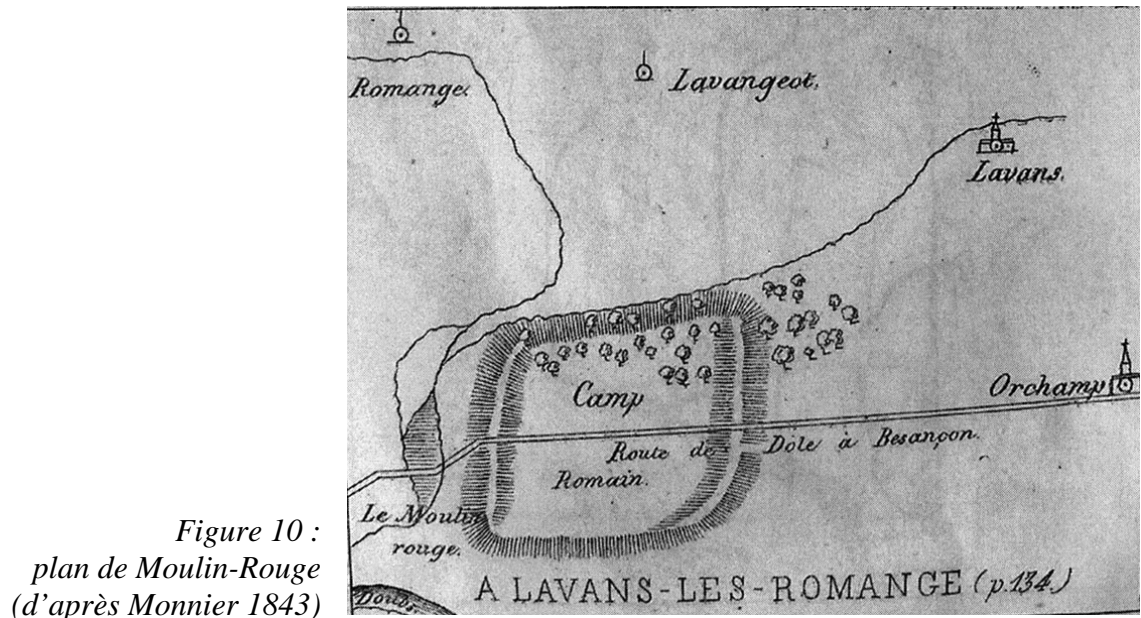 Romange.
Lavangeot.
Lavans.
Camp
Orchamp
Route de Dôle à Besançon.
Romain.
Le Moulin
rouge.
Doubs
A LAVANS-LES-ROMANGE (p.134.)
Figure 10 :
plan de Moulin-Rouge
(d'après Monnier 1843)